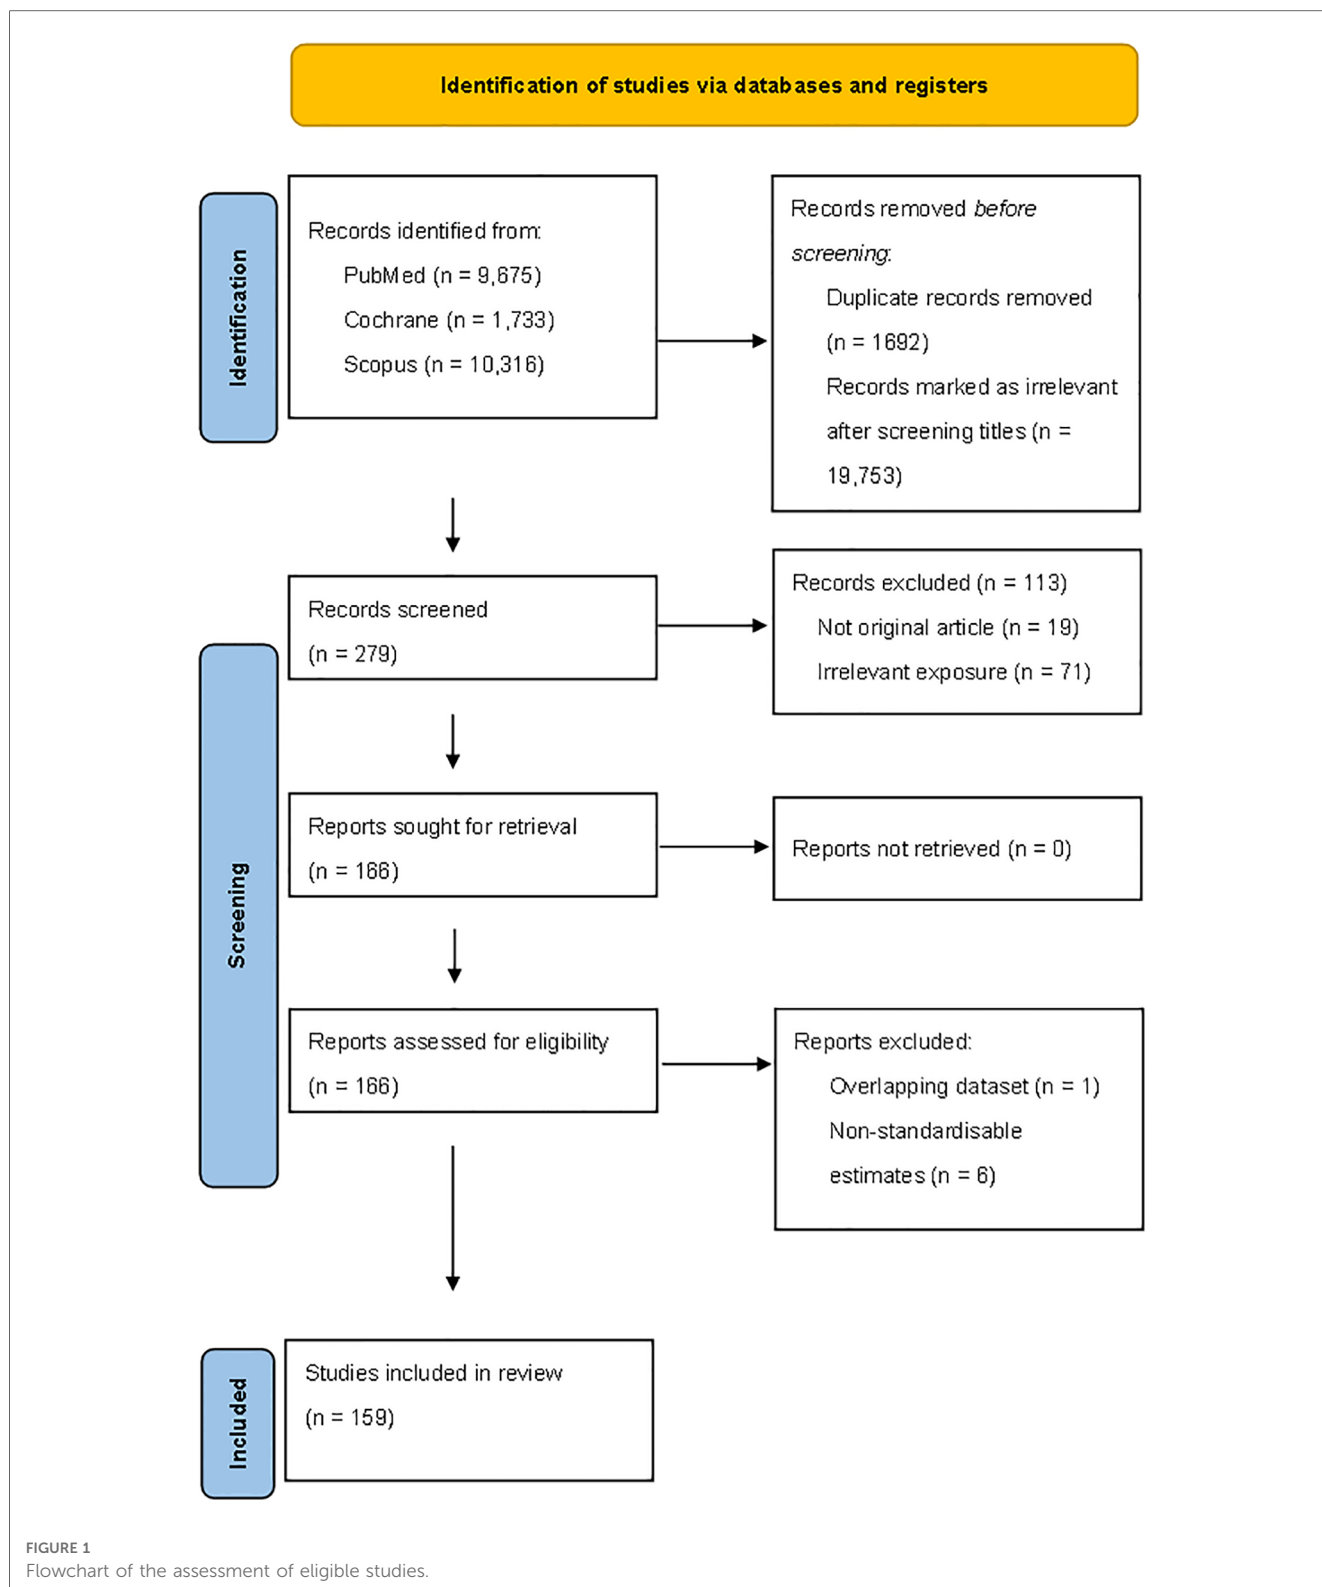 Identification of studies via databases and registers
Identification
Records identified from:
PubMed (n = 9,675)
Cochrane (n = 1,733)
Scopus (n = 10,316)
Records removed before
screening:
Duplicate records removed
(n = 1692)
Records marked as irrelevant
after screening titles (n =
19,753)
Screening
Records screened
(n = 279)
Records excluded (n = 113)
Not original article (n = 19)
Irrelevant exposure (n = 71)
Reports sought for retrieval
(n = 166)
Reports not retrieved (n = 0)
Reports assessed for eligibility
(n = 166)
Reports excluded:
Overlapping dataset (n = 1)
Non-standardisable
estimates (n = 6)
Included
Studies included in review
(n = 159)
FIGURE 1
Flowchart of the assessment of eligible studies.